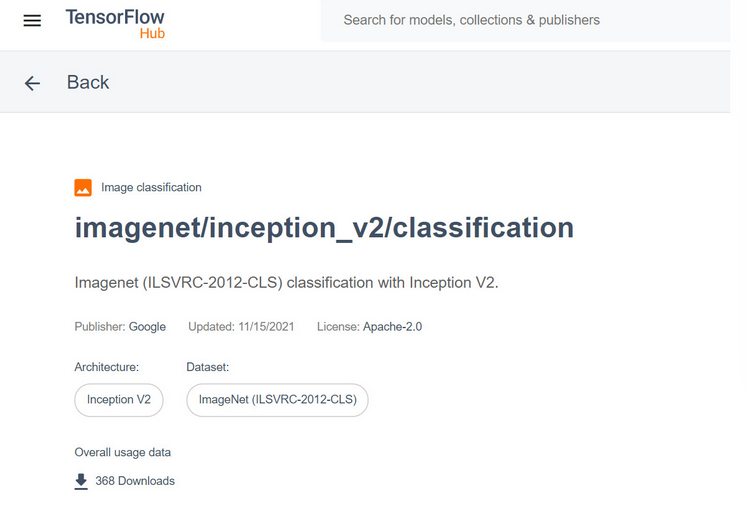 TensorFlow
Hub
Search for models, collections & publishers
Back
Image classification
imagenet/inception_v2/classification
Imagenet (ILSVRC-2012-CLS) classification with Inception V2.
Publisher: Google Updated: 11/15/2021 License: Apache-2.0
Architecture: Dataset:
Inception V2 ImageNet (ILSVRC-2012-CLS)
Overall usage data
368 Downloads